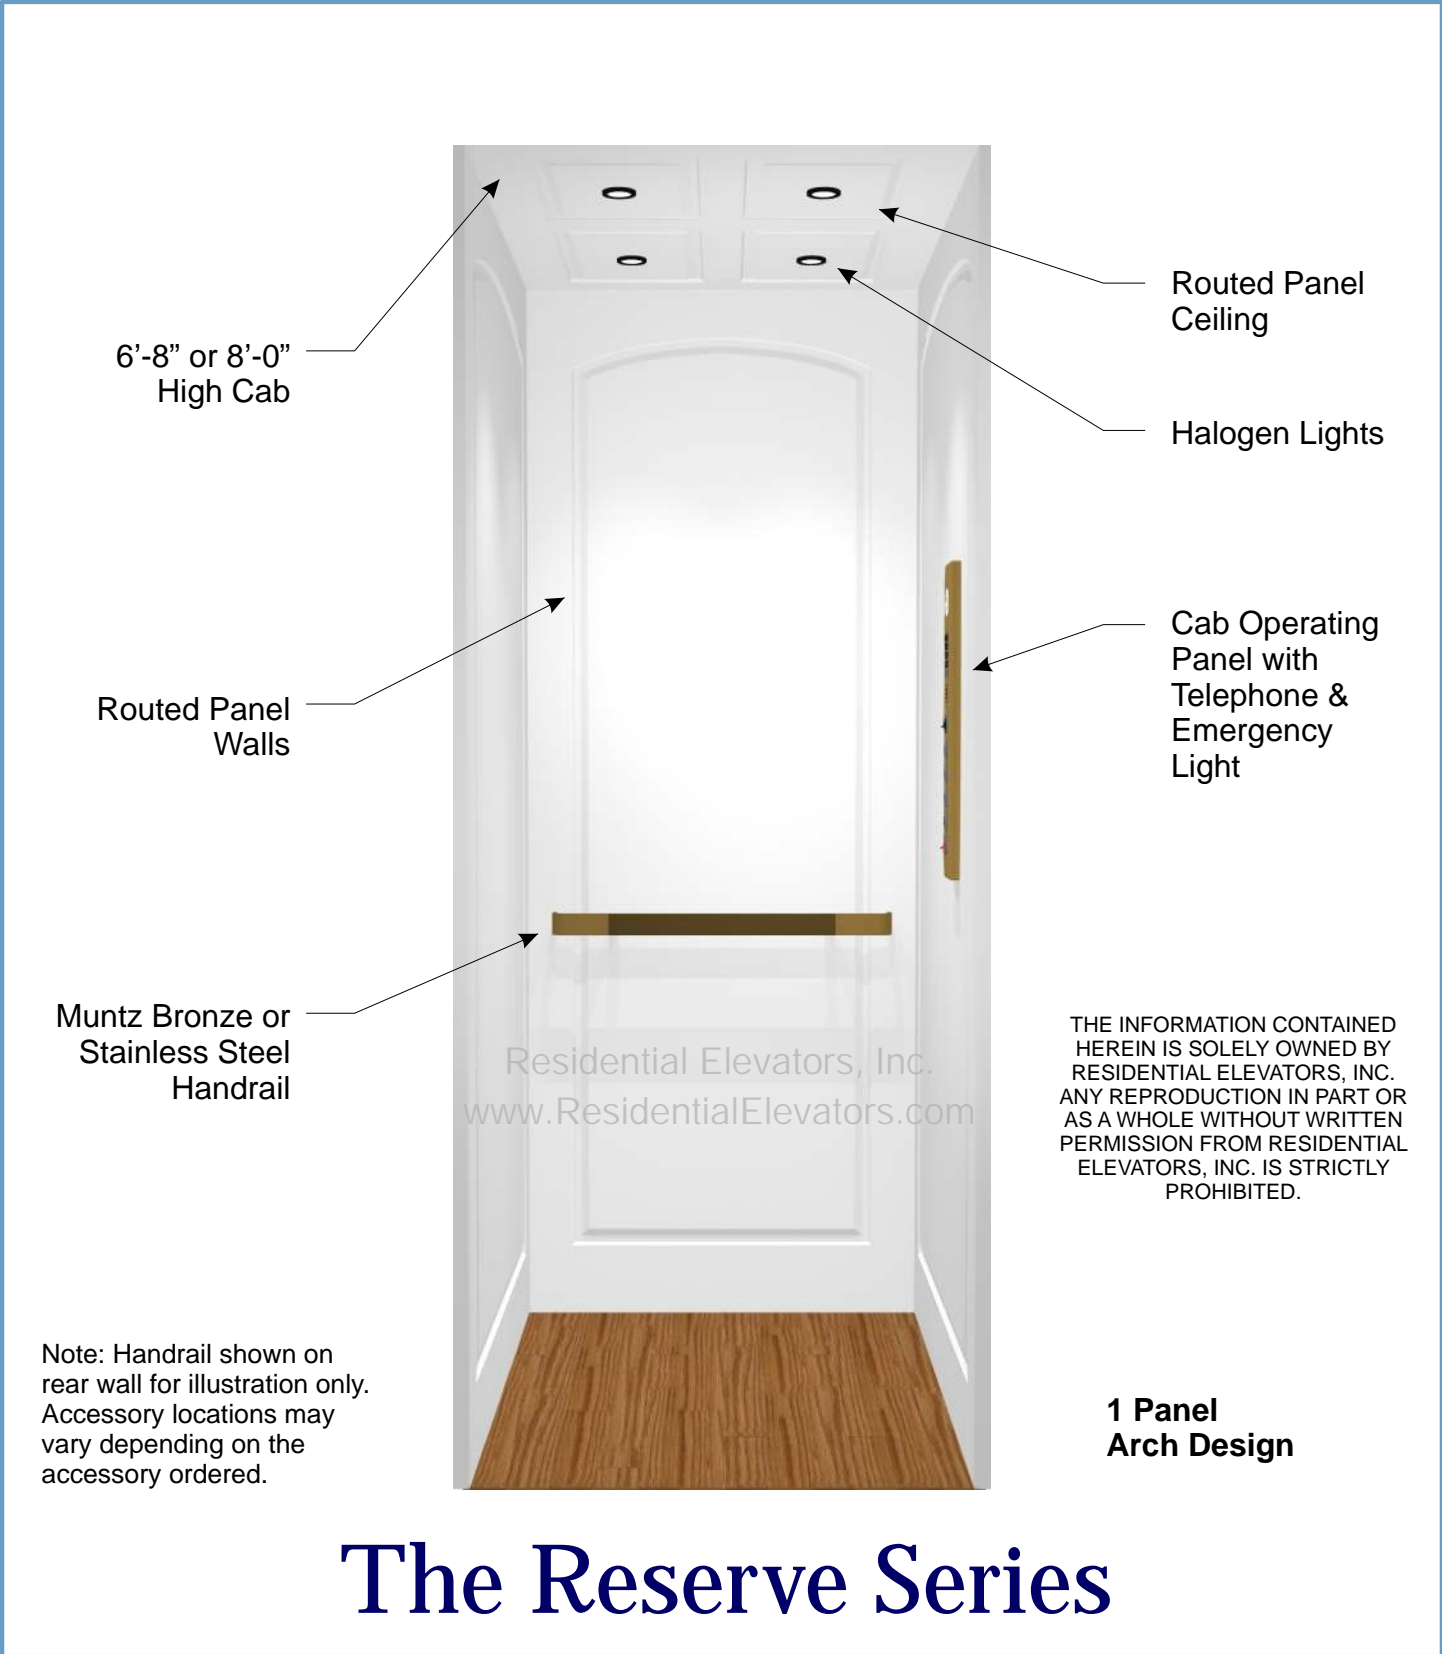 6’-8” or 8’-0”
High Cab
Routed Panel
Ceiling
Halogen Lights
Routed Panel
Walls
Cab Operating
Panel with
Telephone &
Emergency
Light
Muntz Bronze or
Stainless Steel
Handrail
Residential Elevators, Inc.
www.ResidentialElevators.com
THE INFORMATION CONTAINED
HEREIN IS SOLELY OWNED BY
RESIDENTIAL ELEVATORS, INC.
ANY REPRODUCTION IN PART OR
AS A WHOLE WITHOUT WRITTEN
PERMISSION FROM RESIDENTIAL
ELEVATORS, INC. IS STRICTLY
PROHIBITED.
Note: Handrail shown on
rear wall for illustration only.
Accessory locations may
vary depending on the
accessory ordered.
1 Panel
Arch Design
The Reserve Series